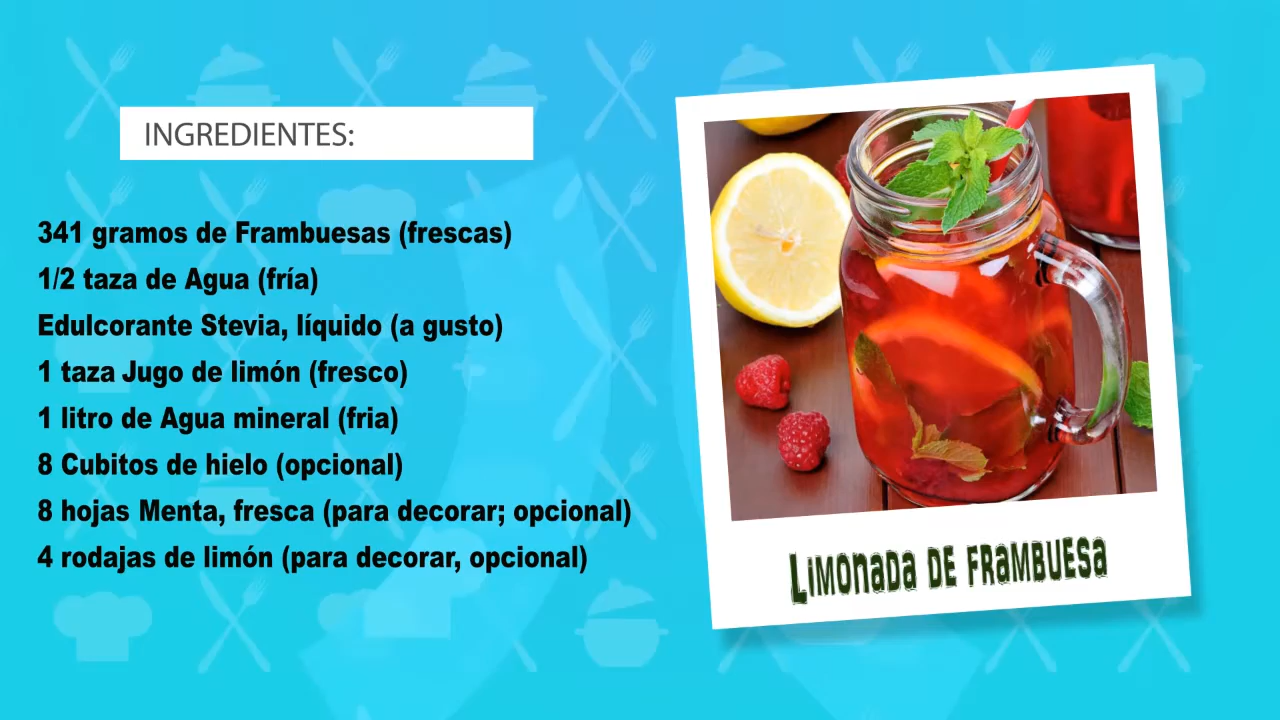 INGREDIENTES:
341 gramos de Frambuesas (frescas)
1/2 taza de Agua (fría)
Edulcorante Stevia, líquido (a gusto)
1 taza Jugo de limón (fresco)
1 litro de Agua mineral (fria)
8 Cubitos de hielo (opcional)
8 hojas Menta, fresca (para decorar; opcional)
4 rodajas de limón (para decorar, opcional)
Limonada de frambuesa